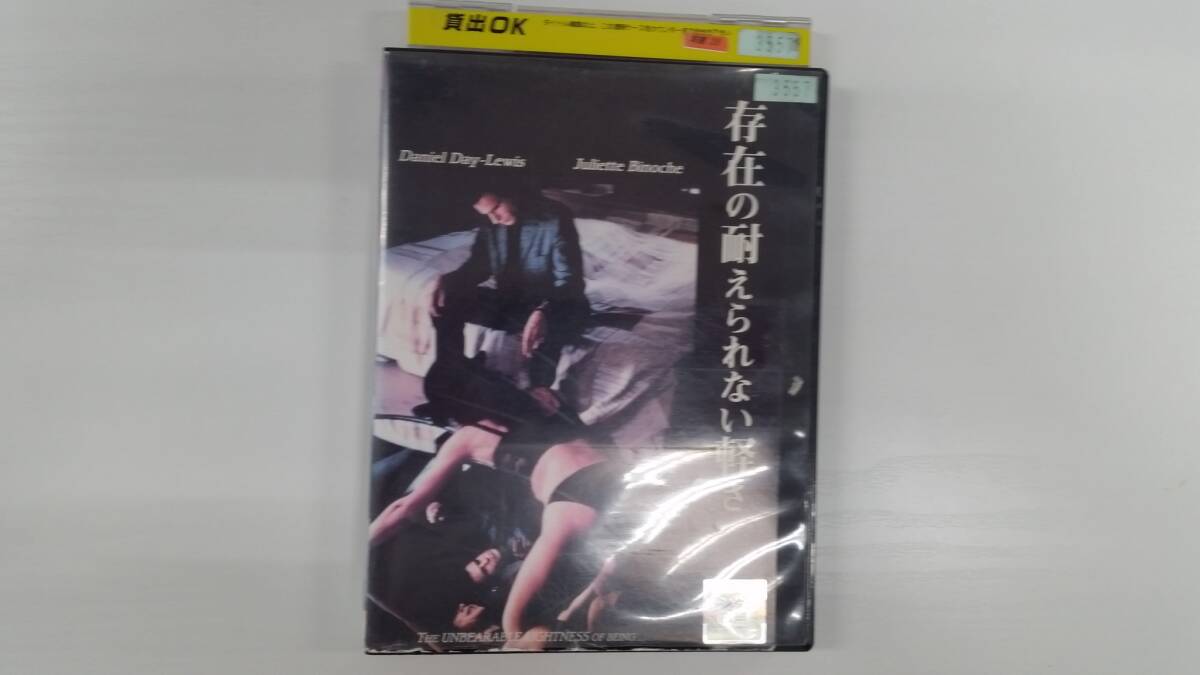 貸出OK
3557
3557
Daniel Day-Lewis
Juliette Binoche
存在の耐えられない軽さ
THE UNBEARABLE LIGHTNESS OF BEING